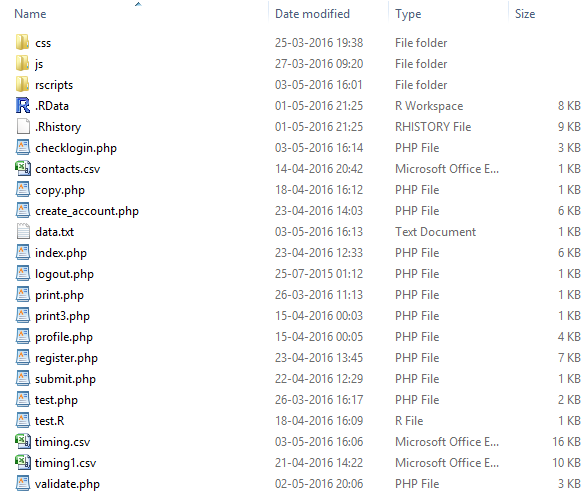 Name Date modified Type Size
css 25-03-2016 19:38 File folder
js 27-03-2016 09:20 File folder
rscripts 03-05-2016 16:01 File folder
.RData 01-05-2016 21:25 R Workspace 8 KB
.Rhistory 01-05-2016 21:25 RHISTORY File 9 KB
checklogin.php 03-05-2016 16:14 PHP File 3 KB
contacts.csv 14-04-2016 20:42 Microsoft Office E... 1 KB
copy.php 18-04-2016 16:12 PHP File 1 KB
create_account.php 23-04-2016 14:03 PHP File 6 KB
data.txt 03-05-2016 16:13 Text Document 1 KB
index.php 23-04-2016 12:33 PHP File 6 KB
logout.php 25-07-2015 01:12 PHP File 1 KB
print.php 26-03-2016 11:13 PHP File 1 KB
print3.php 15-04-2016 00:03 PHP File 1 KB
profile.php 15-04-2016 00:05 PHP File 4 KB
register.php 23-04-2016 13:45 PHP File 7 KB
submit.php 22-04-2016 12:29 PHP File 1 KB
test.php 26-03-2016 16:17 PHP File 2 KB
test.R 18-04-2016 16:09 R File 1 KB
timing.csv 03-05-2016 16:06 Microsoft Office E... 16 KB
timing1.csv 21-04-2016 14:22 Microsoft Office E... 10 KB
validate.php 02-05-2016 20:06 PHP File 3 KB